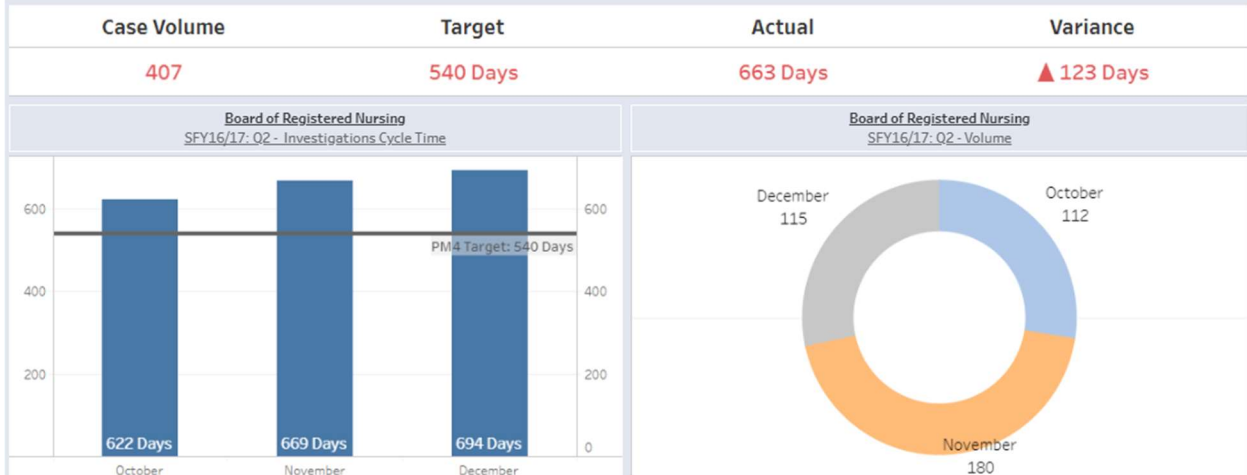 Case Volume Target Actual Variance
407 540 Days 663 Days ▲ 123 Days
Board of Registered Nursing
SFY16/17: Q2 - Investigations Cycle Time
Board of Registered Nursing
SFY16/17: Q2 - Volume
600 600
PM4 Target: 540 Days
400 400
200 200
0
622 Days 669 Days 694 Days
October November December
December
115
October
112
November
180